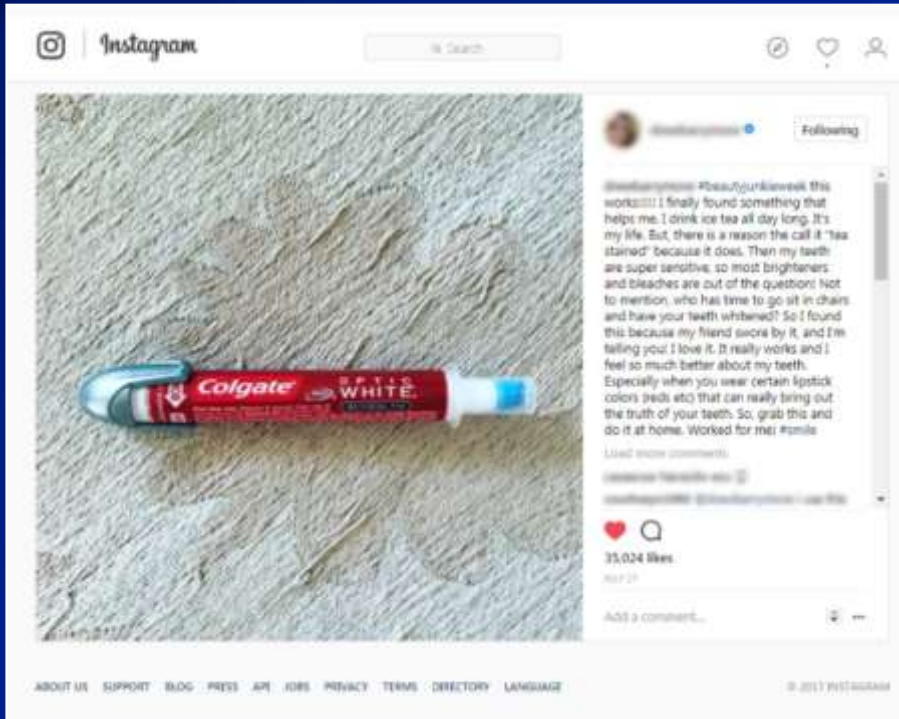 Instagram
Search
Following
#beautyjunkieweek this
works!!!!! I finally found something that
helps me. I drink ice tea all day long. It's
my life. But, there is a reason the call it "tea
stained" because it does. Then my teeth
are super sensitive, so most brighteners
and bleaches are out of the question! Not
to mention, who has time to go sit in chairs
and have your teeth whitened? So I found
this because my friend swore by it, and I'm
telling you! I love it. It really works and I
feel so much better about my teeth.
Especially when you wear certain lipstick
colors (reds etc) that can really bring out
the truth of your teeth. So, grab this and
do it at home. Worked for me! #smile
Load more comments
Colgate
OPTIC
WHITE
35,024 likes
Add a comment...
ABOUT US SUPPORT BLOG PRESS API JOBS PRIVACY TERMS DIRECTORY LANGUAGE
© 2017 INSTAGRAM